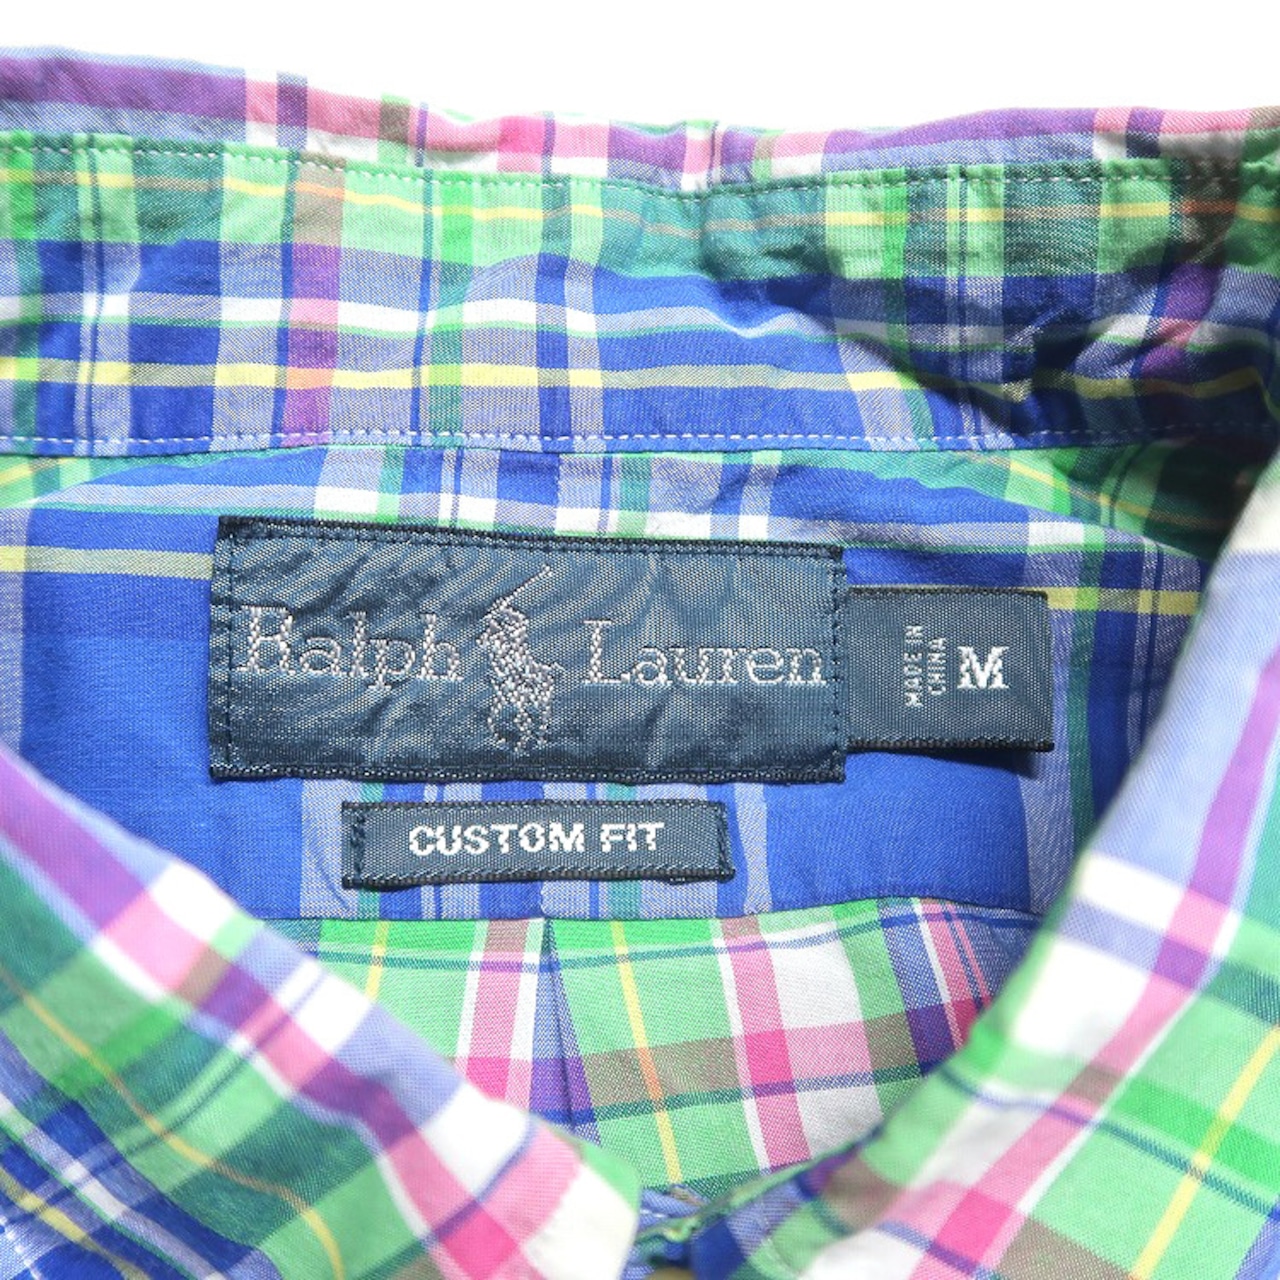 Ralph Lauren
MADE IN
CHINA
M
CUSTOM FIT